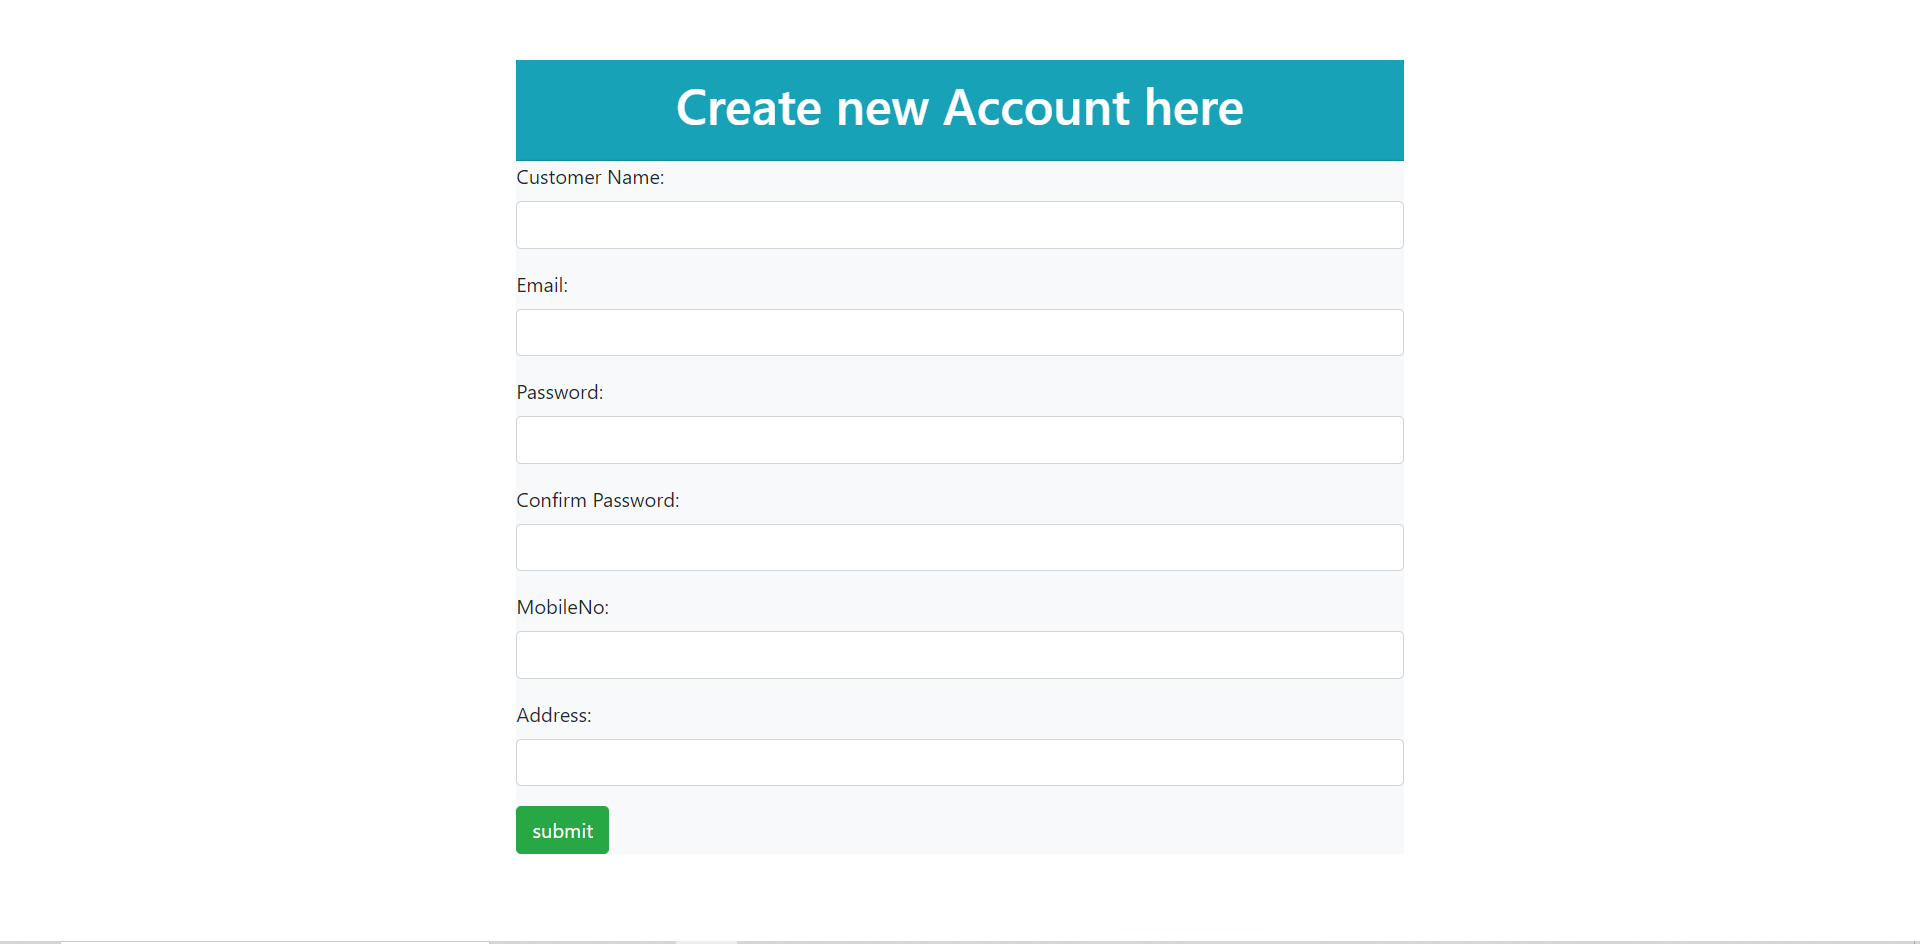 Create new Account here
Customer Name:
Email:
Password:
Confirm Password:
MobileNo:
Address:
submit